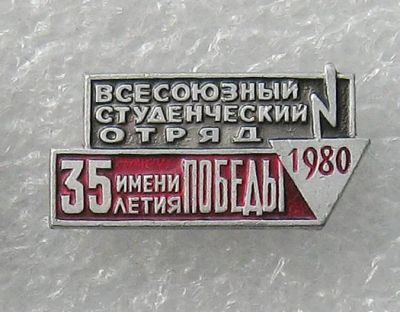 ВСЕСОЮЗНЫЙ
СТУДЕНЧЕСКИЙ
ОТРЯД
35 ИМЕНИ
ЛЕТИЯ ПОБЕДЫ
1980